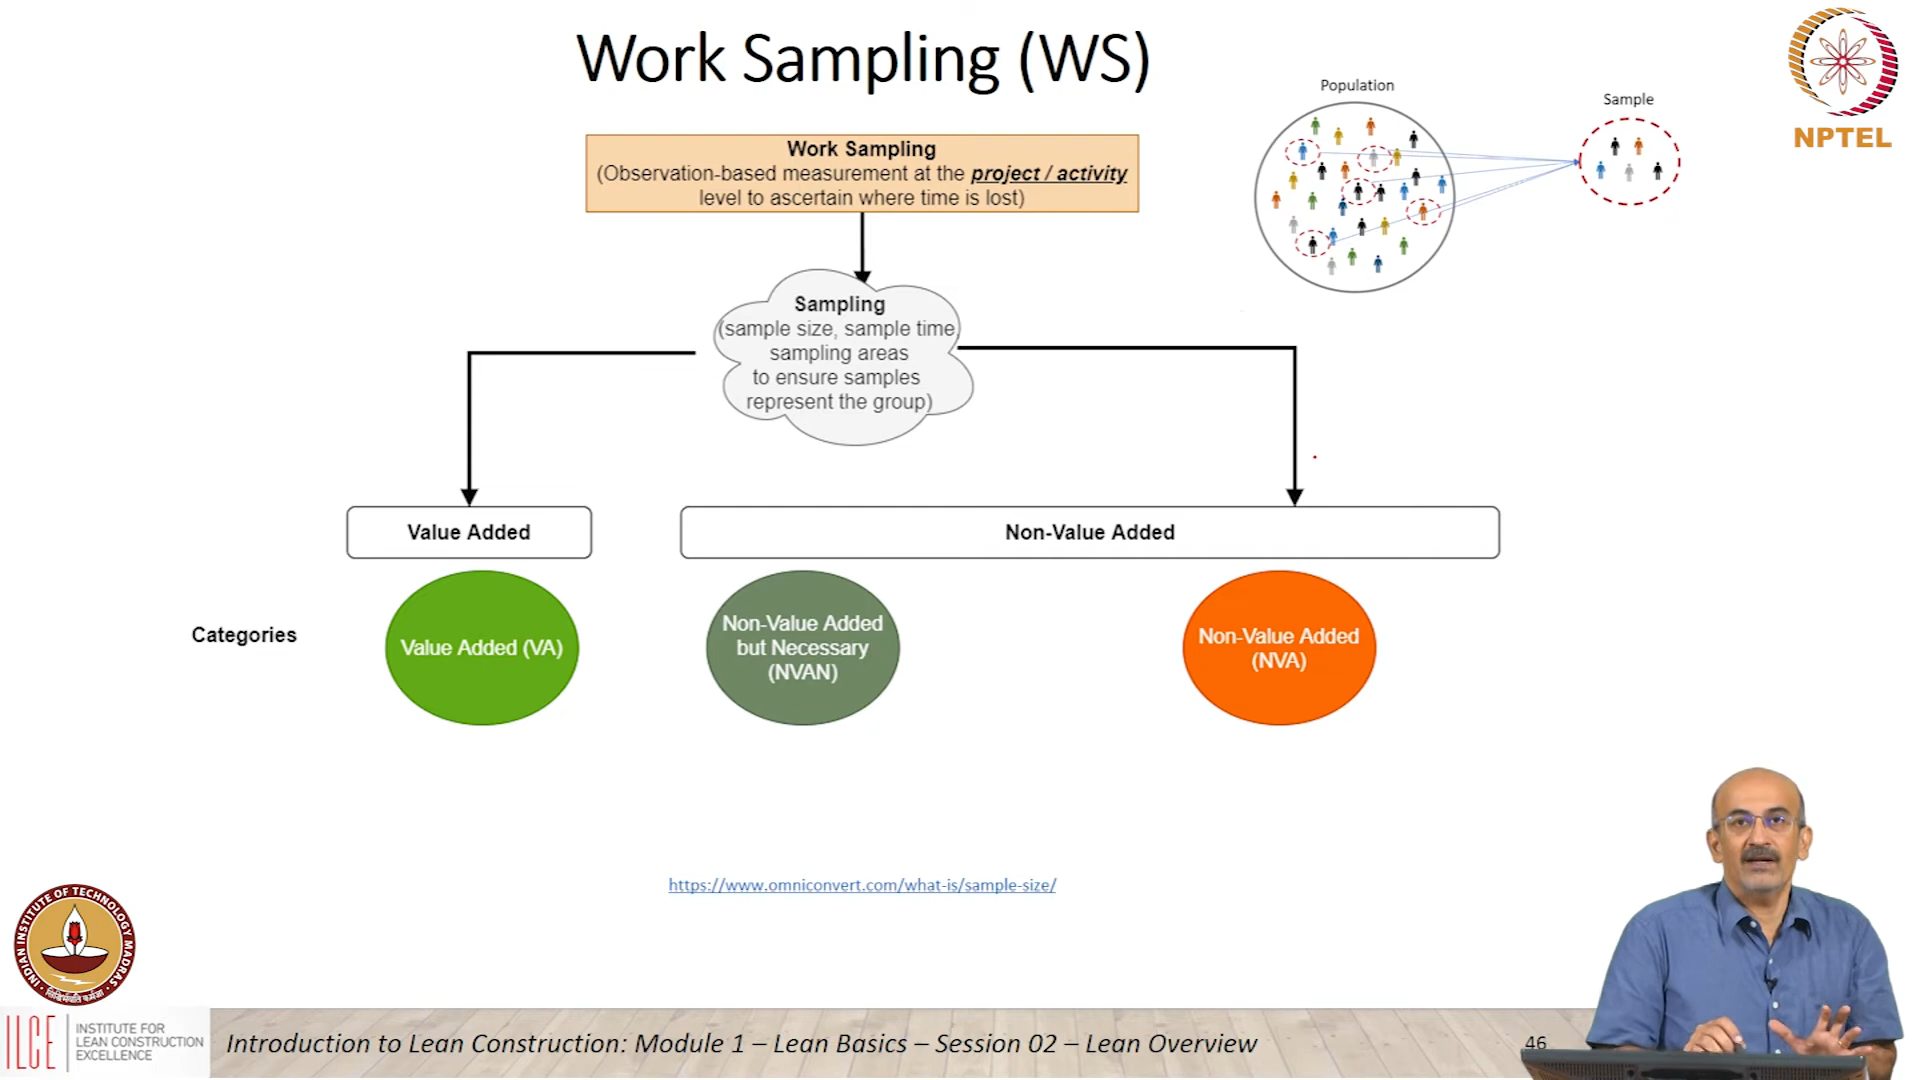 Work Sampling (WS)
Population
Sample
NPTEL
Work Sampling
(Observation-based measurement at the project / activity
level to ascertain where time is lost)
Sampling
(sample size, sample time,
sampling areas
to ensure samples
represent the group)
Value Added
Non-Value Added
Categories
Value Added (VA)
Non-Value Added
but Necessary
(NVAN)
Non-Value Added
(NVA)
https://www.omniconvert.com/what-is/sample-size/
INDIAN INSTITUTE OF TECHNOLOGY MADRAS
सिद्धिर्भवति कर्मजा
ILCE
INSTITUTE FOR
LEAN CONSTRUCTION
EXCELLENCE
Introduction to Lean Construction: Module 1 – Lean Basics – Session 02 – Lean Overview
46